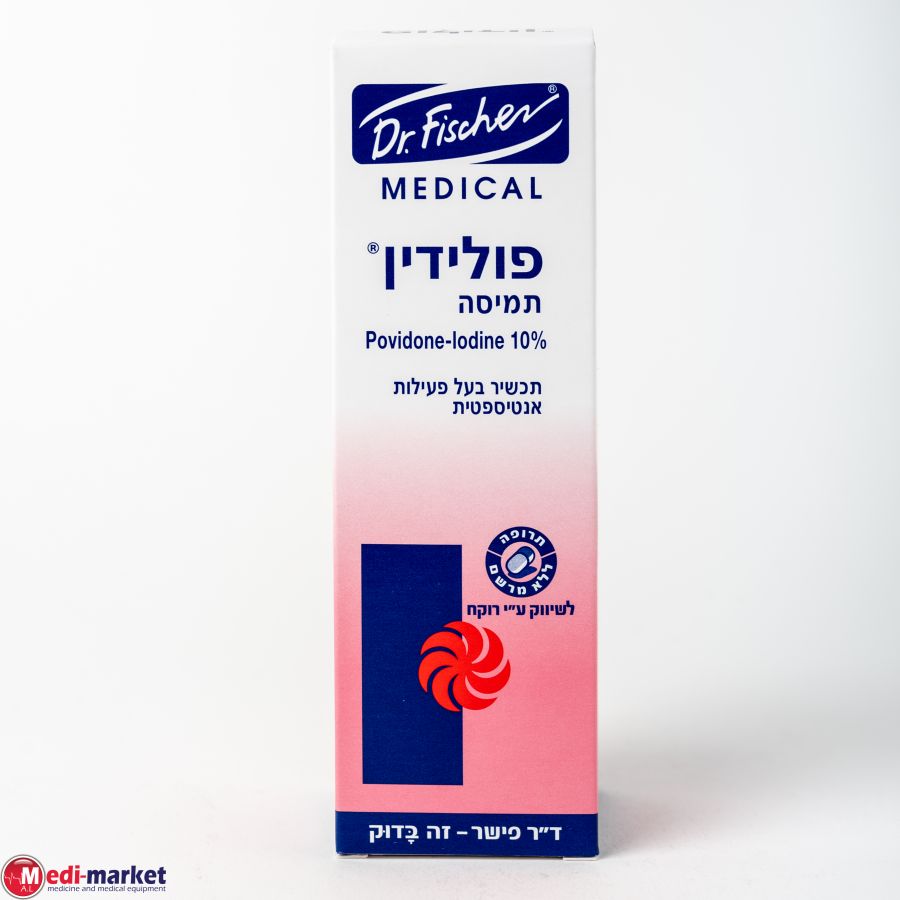 Dr. Fischer®
MEDICAL
פולידין®
תמיסה
Povidone-Iodine 10%
תכשיר בעל פעילות
אנטיספטית
תרופה
ללא מרשם
לשיווק ע"י רוקח
ד"ר פישר – זה בָּדוּק
Medi-market
A.L
medicine and medical equipment